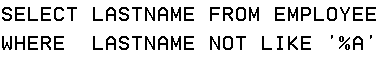 SELECT LASTNAME FROM EMPLOYEE
WHERE  LASTNAME NOT LIKE '%A'